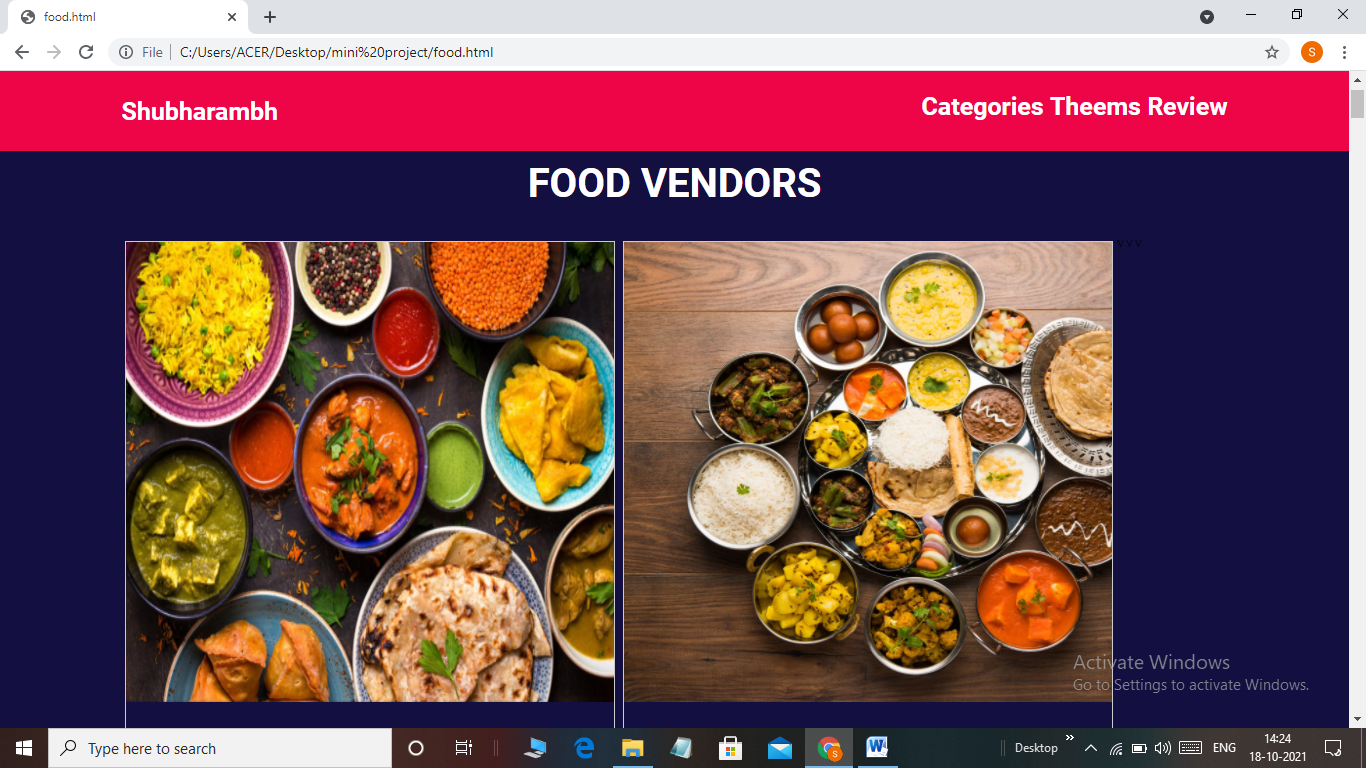 food.html
File C:/Users/ACER/Desktop/mini%20project/food.html
S
Shubharambh
Categories Theems Review
FOOD VENDORS
y v v
Activate Windows
Go to Settings to activate Windows.
Type here to search
S
Desktop
ENG
14:24
18-10-2021